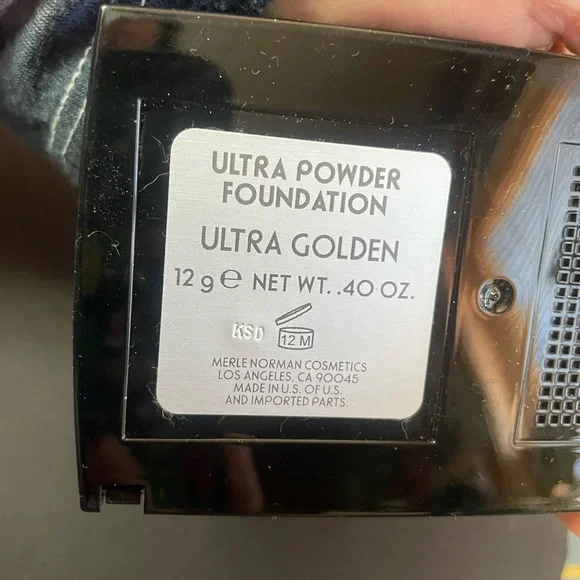 ULTRA POWDER
FOUNDATION
ULTRA GOLDEN
12 g ℮ NET WT. .40 OZ.
KSD 12 M
MERLE NORMAN COSMETICS
LOS ANGELES, CA 90045
MADE IN U.S. OF U.S.
AND IMPORTED PARTS.